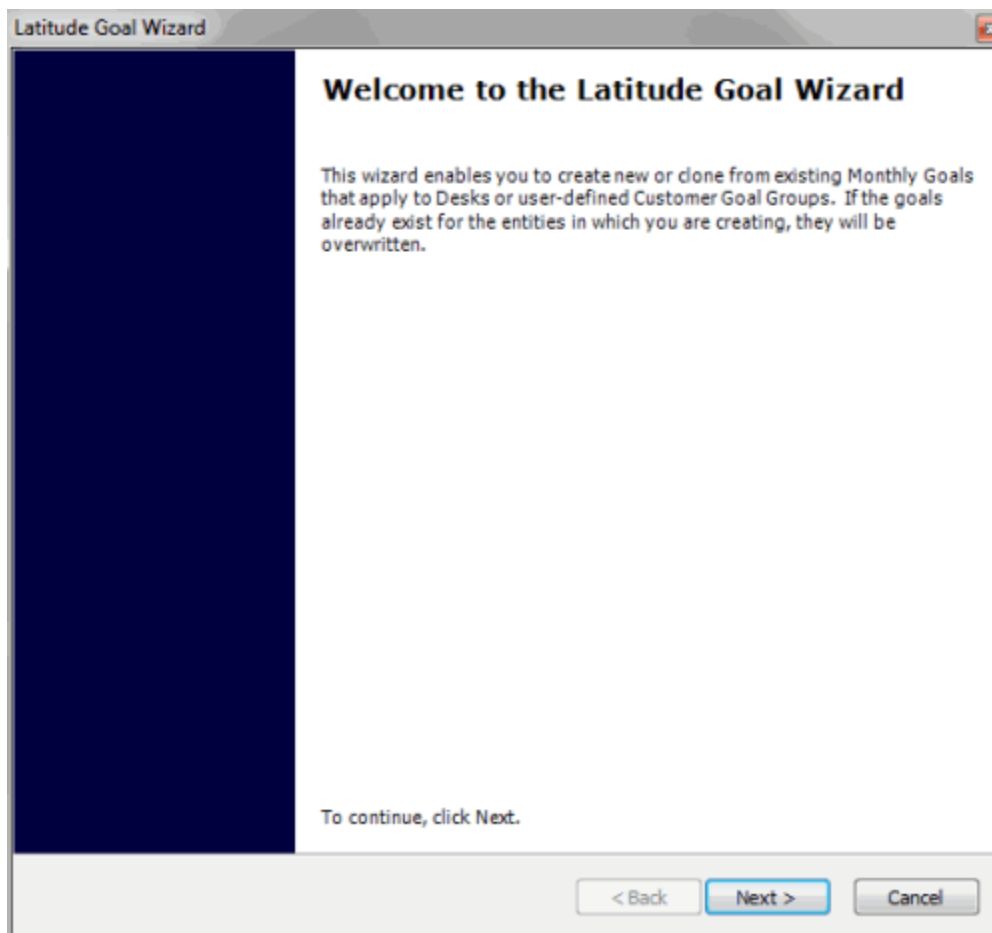 Latitude Goal Wizard
Welcome to the Latitude Goal Wizard
This wizard enables you to create new or clone from existing Monthly Goals
that apply to Desks or user-defined Customer Goal Groups. If the goals
already exist for the entities in which you are creating, they will be
overwritten.
To continue, click Next.
< Back
Next >
Cancel